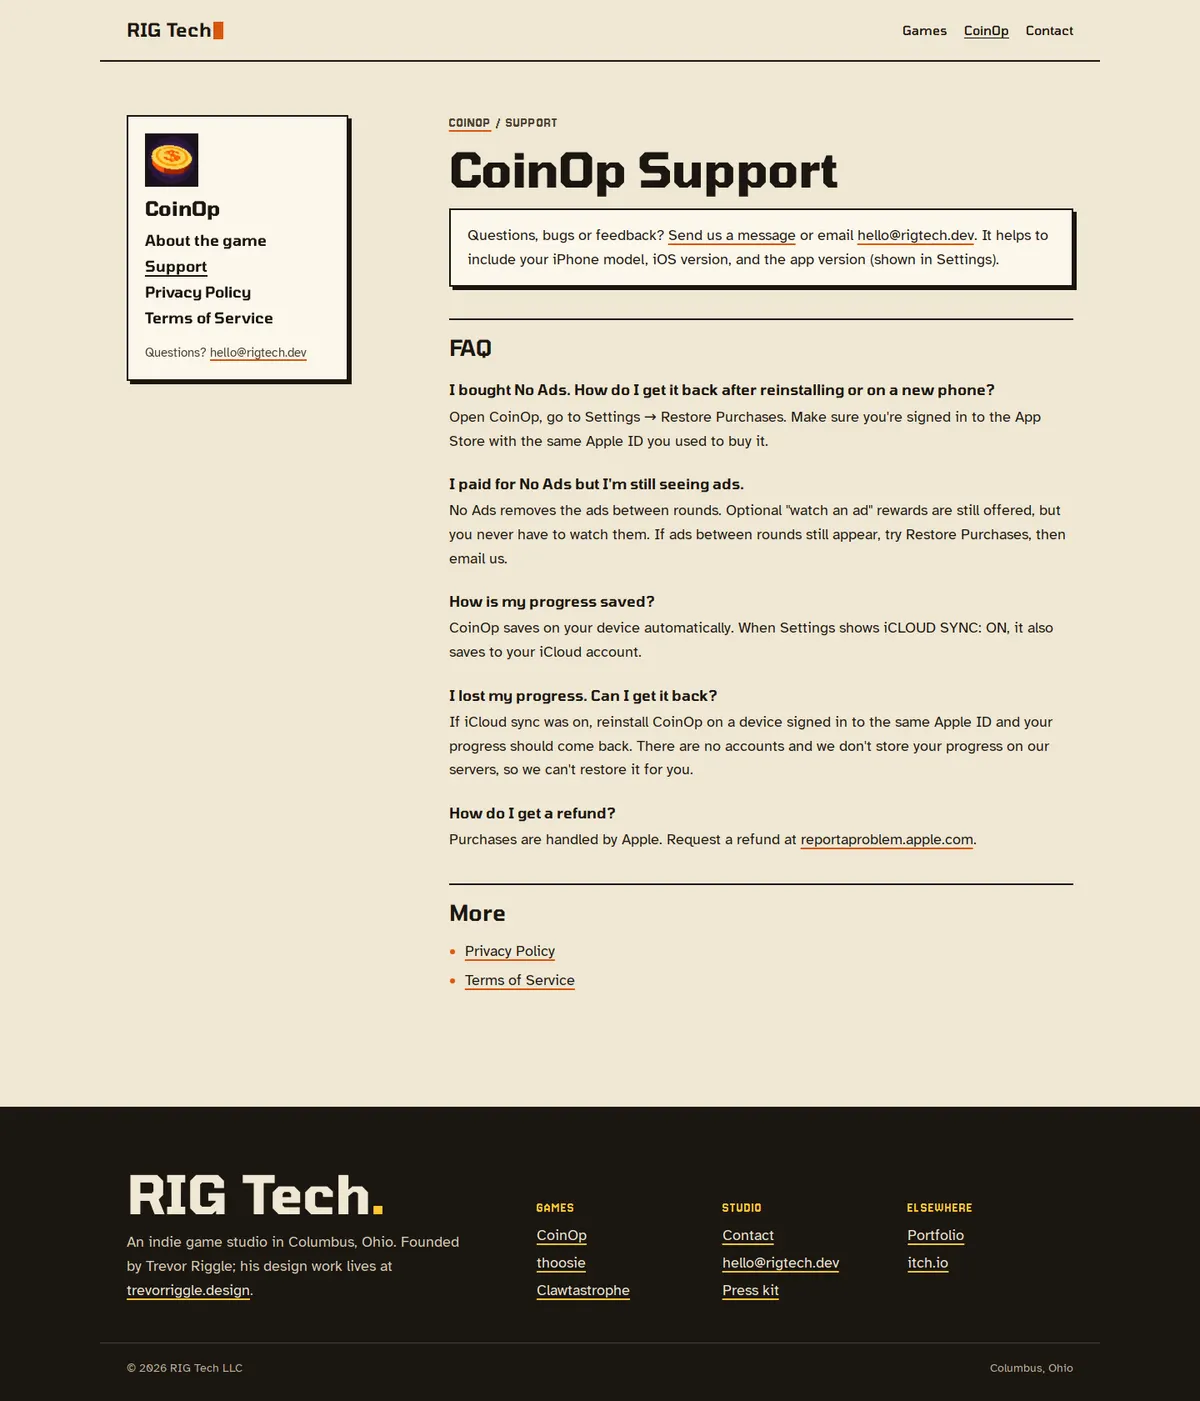 RIG Tech
Games CoinOp Contact
CoinOp
About the game
Support
Privacy Policy
Terms of Service
Questions? hello@rigtech.dev
COINOP / SUPPORT
CoinOp Support
Questions, bugs or feedback? Send us a message or email hello@rigtech.dev. It helps to
include your iPhone model, iOS version, and the app version (shown in Settings).
FAQ
I bought No Ads. How do I get it back after reinstalling or on a new phone?
Open CoinOp, go to Settings → Restore Purchases. Make sure you're signed in to the App
Store with the same Apple ID you used to buy it.
I paid for No Ads but I'm still seeing ads.
No Ads removes the ads between rounds. Optional "watch an ad" rewards are still offered, but
you never have to watch them. If ads between rounds still appear, try Restore Purchases, then
email us.
How is my progress saved?
CoinOp saves on your device automatically. When Settings shows iCLOUD SYNC: ON, it also
saves to your iCloud account.
I lost my progress. Can I get it back?
If iCloud sync was on, reinstall CoinOp on a device signed in to the same Apple ID and your
progress should come back. There are no accounts and we don't store your progress on our
servers, so we can't restore it for you.
How do I get a refund?
Purchases are handled by Apple. Request a refund at reportaproblem.apple.com.
More
Privacy Policy
Terms of Service
RIG Tech.
An indie game studio in Columbus, Ohio. Founded
by Trevor Riggle; his design work lives at
trevorriggle.design.
GAMES
CoinOp
thoosie
Clawtastrophe
STUDIO
Contact
hello@rigtech.dev
Press kit
ELSEWHERE
Portfolio
itch.io
© 2026 RIG Tech LLC
Columbus, Ohio